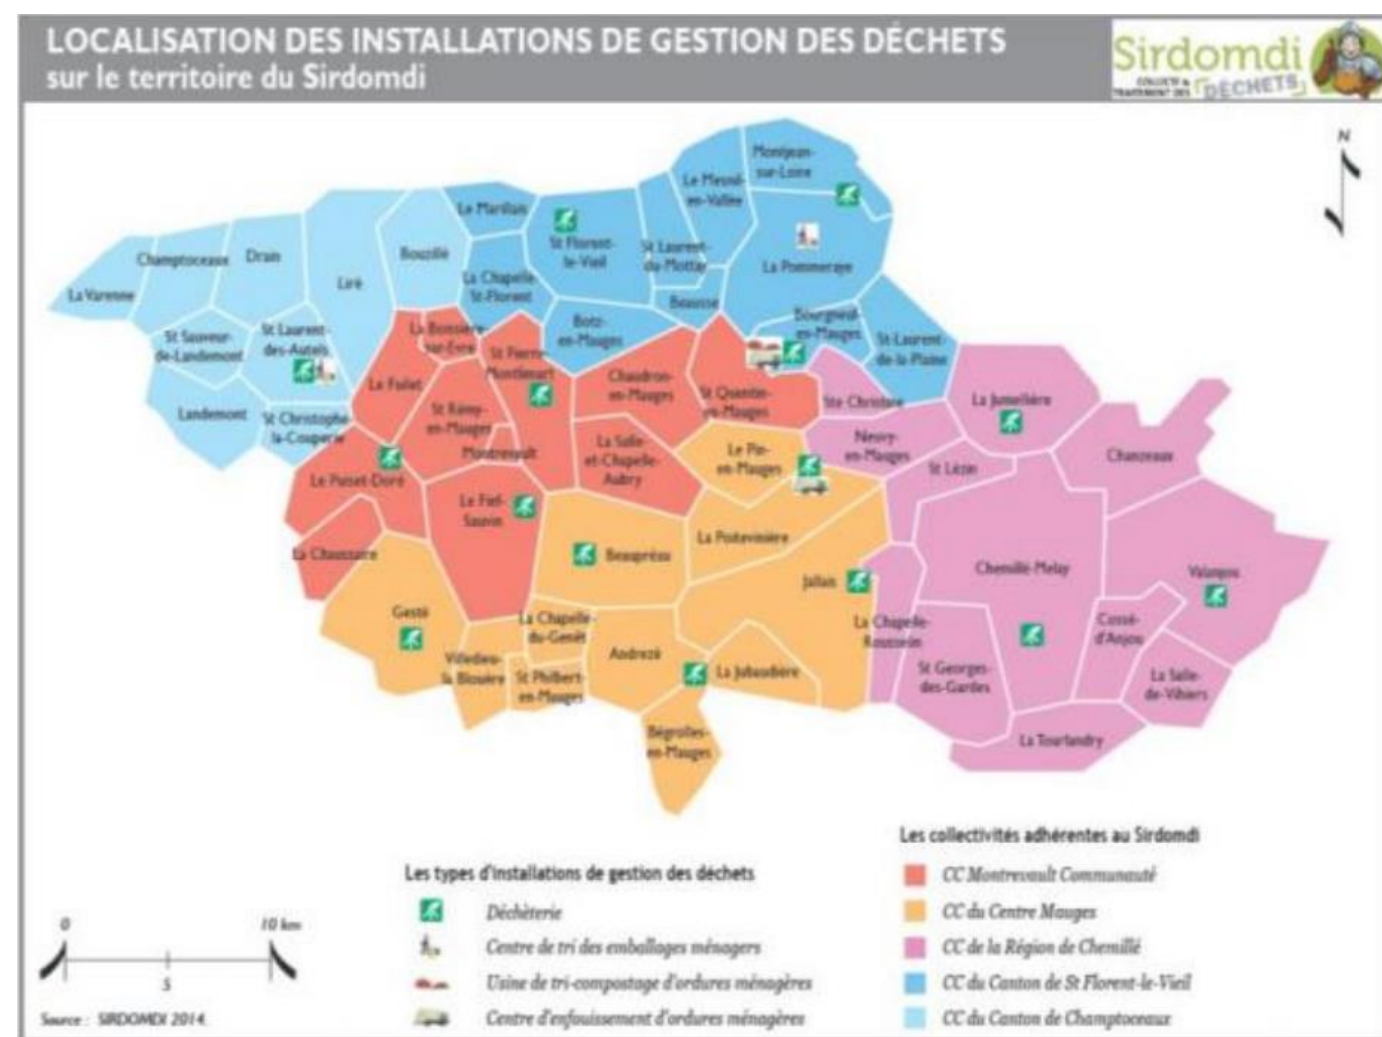 LOCALISATION DES INSTALLATIONS DE GESTION DES DÉCHETS
sur le territoire du Sirdomdi
Sirdomdi
COLLECTE &
TRAITEMENT DES
DÉCHETS
N
Montjean-
sur-Loire
Le Mesnil-
en-Vallée
Le Marillais
St Florent-
le-Vieil
St Laurent-
du-Mottay
La Pommeraye
Champtoceaux
Drain
Bouzillé
Liré
La Varenne
La Chapelle-
St-Florent
Beausse
Botz-
en-Mauges
Bourgneuf-
en-Mauges
St Laurent-
de-la-Plaine
St Sauveur-
de-Landemont
St Laurent-
des-Autels
La Boissière-
sur-Evre
St Pierre-
Montlimart
Le Fuilet
Chaudron-
en-Mauges
St Quentin-
en-Mauges
Ste Christine
La Jumellière
Landemont
St Christophe-
la-Couperie
St Rémy-
en-Mauges
Montrevault
La Salle-
et-Chapelle-
Aubry
Le Pin-
en-Mauges
Neuvy-
en-Mauges
St Lézin
Chanzeaux
Le Puiset-Doré
Le Fief-
Sauvin
La Poitevinière
La Chaussaire
Beaupréau
Jallais
Chemillé-Melay
Valanjou
Gesté
La Chapelle-
du-Genêt
Andrezé
La Chapelle-
Rousselin
Cossé-
d'Anjou
Villedieu-
la-Blouère
St Philbert-
en-Mauges
La Jubaudière
St Georges-
des-Gardes
La Salle-
de-Vihiers
Bégrolles-
en-Mauges
La Tourlandry
Les types d'installations de gestion des déchets
Déchèterie
Centre de tri des emballages ménagers
Usine de tri-compostage d'ordures ménagères
Centre d'enfouissement d'ordures ménagères
Les collectivités adhérentes au Sirdomdi
CC Montrevault Communauté
CC du Centre Mauges
CC de la Région de Chemillé
CC du Canton de St Florent-le-Vieil
CC du Canton de Champtoceaux
0
10 km
5
Source : SIRDOMDI 2014.